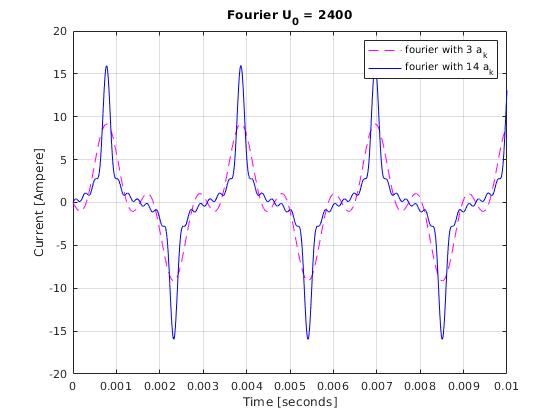 Fourier U0 = 2400
fourier with 3 ak
fourier with 14 ak
Current [Ampere]
20
15
10
5
0
-5
-10
-15
-20
0 0.001 0.002 0.003 0.004 0.005 0.006 0.007 0.008 0.009 0.01
Time [seconds]